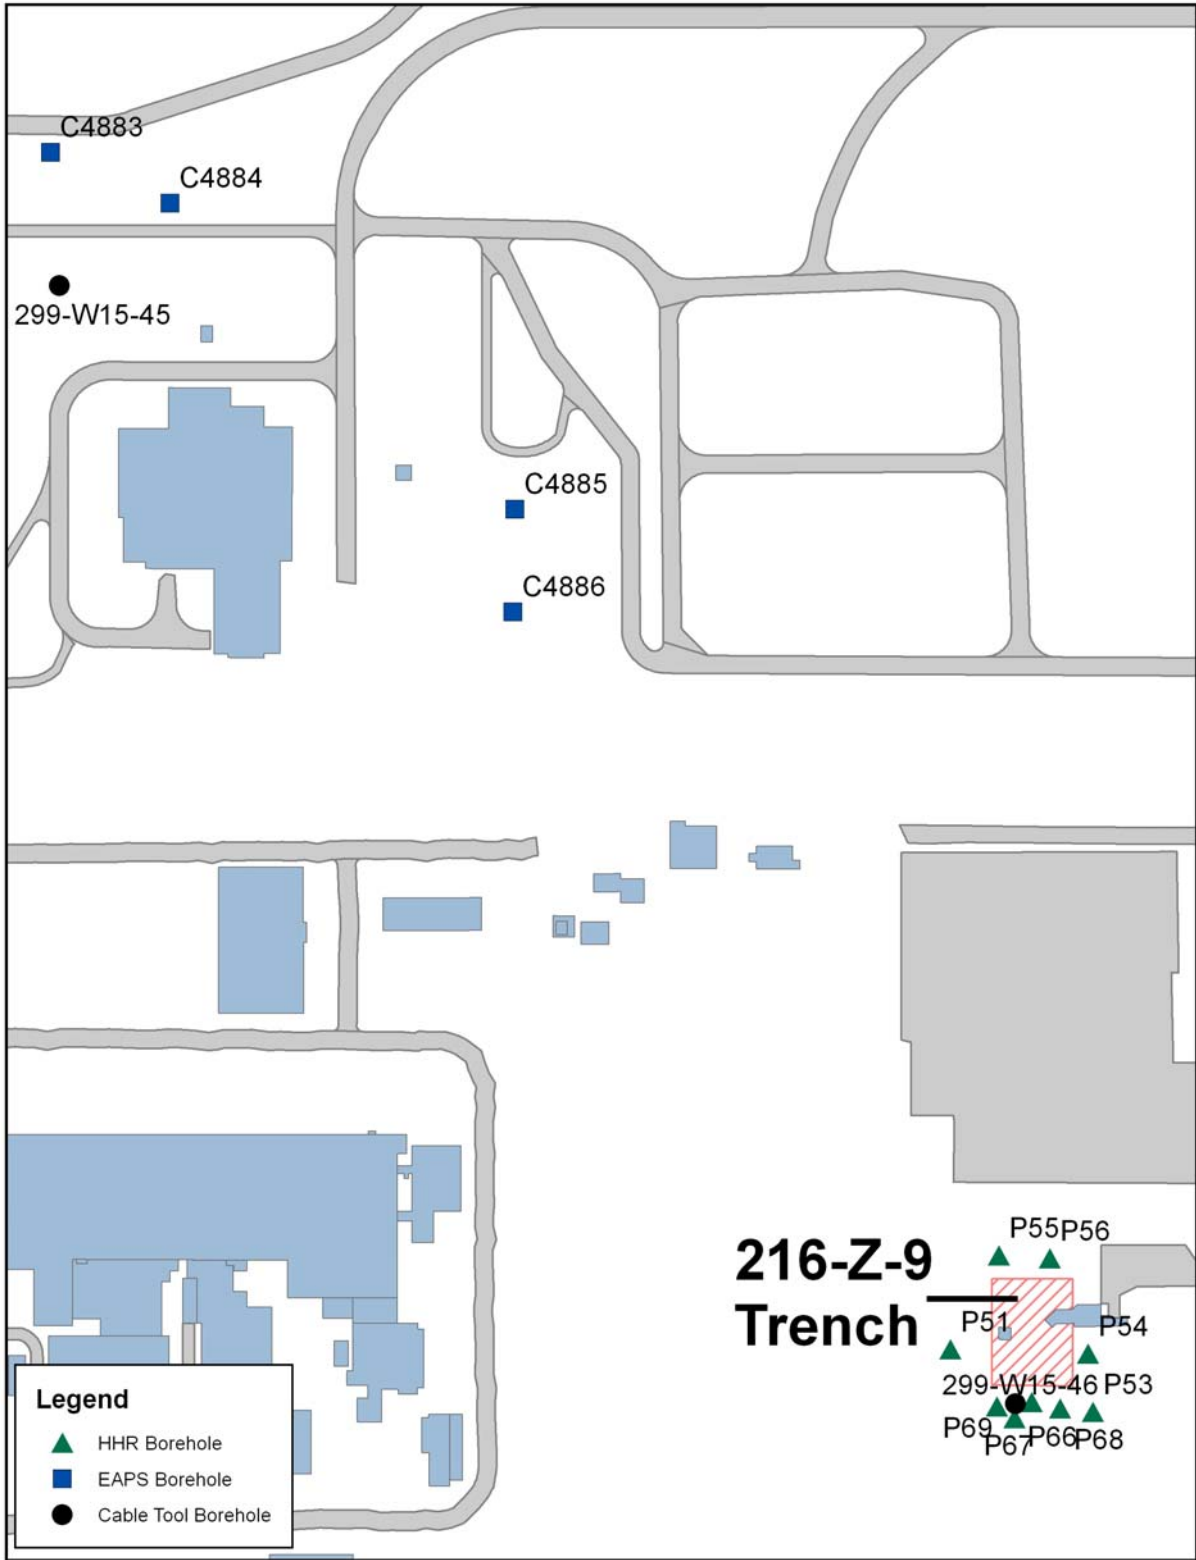 C4883
C4884
299-W15-45
C4885
C4886
P55
P56
216-Z-9
Trench
P51
P54
299-W15-46
P53
P69
P67
P66
P68
Legend
HHR Borehole
EAPS Borehole
Cable Tool Borehole